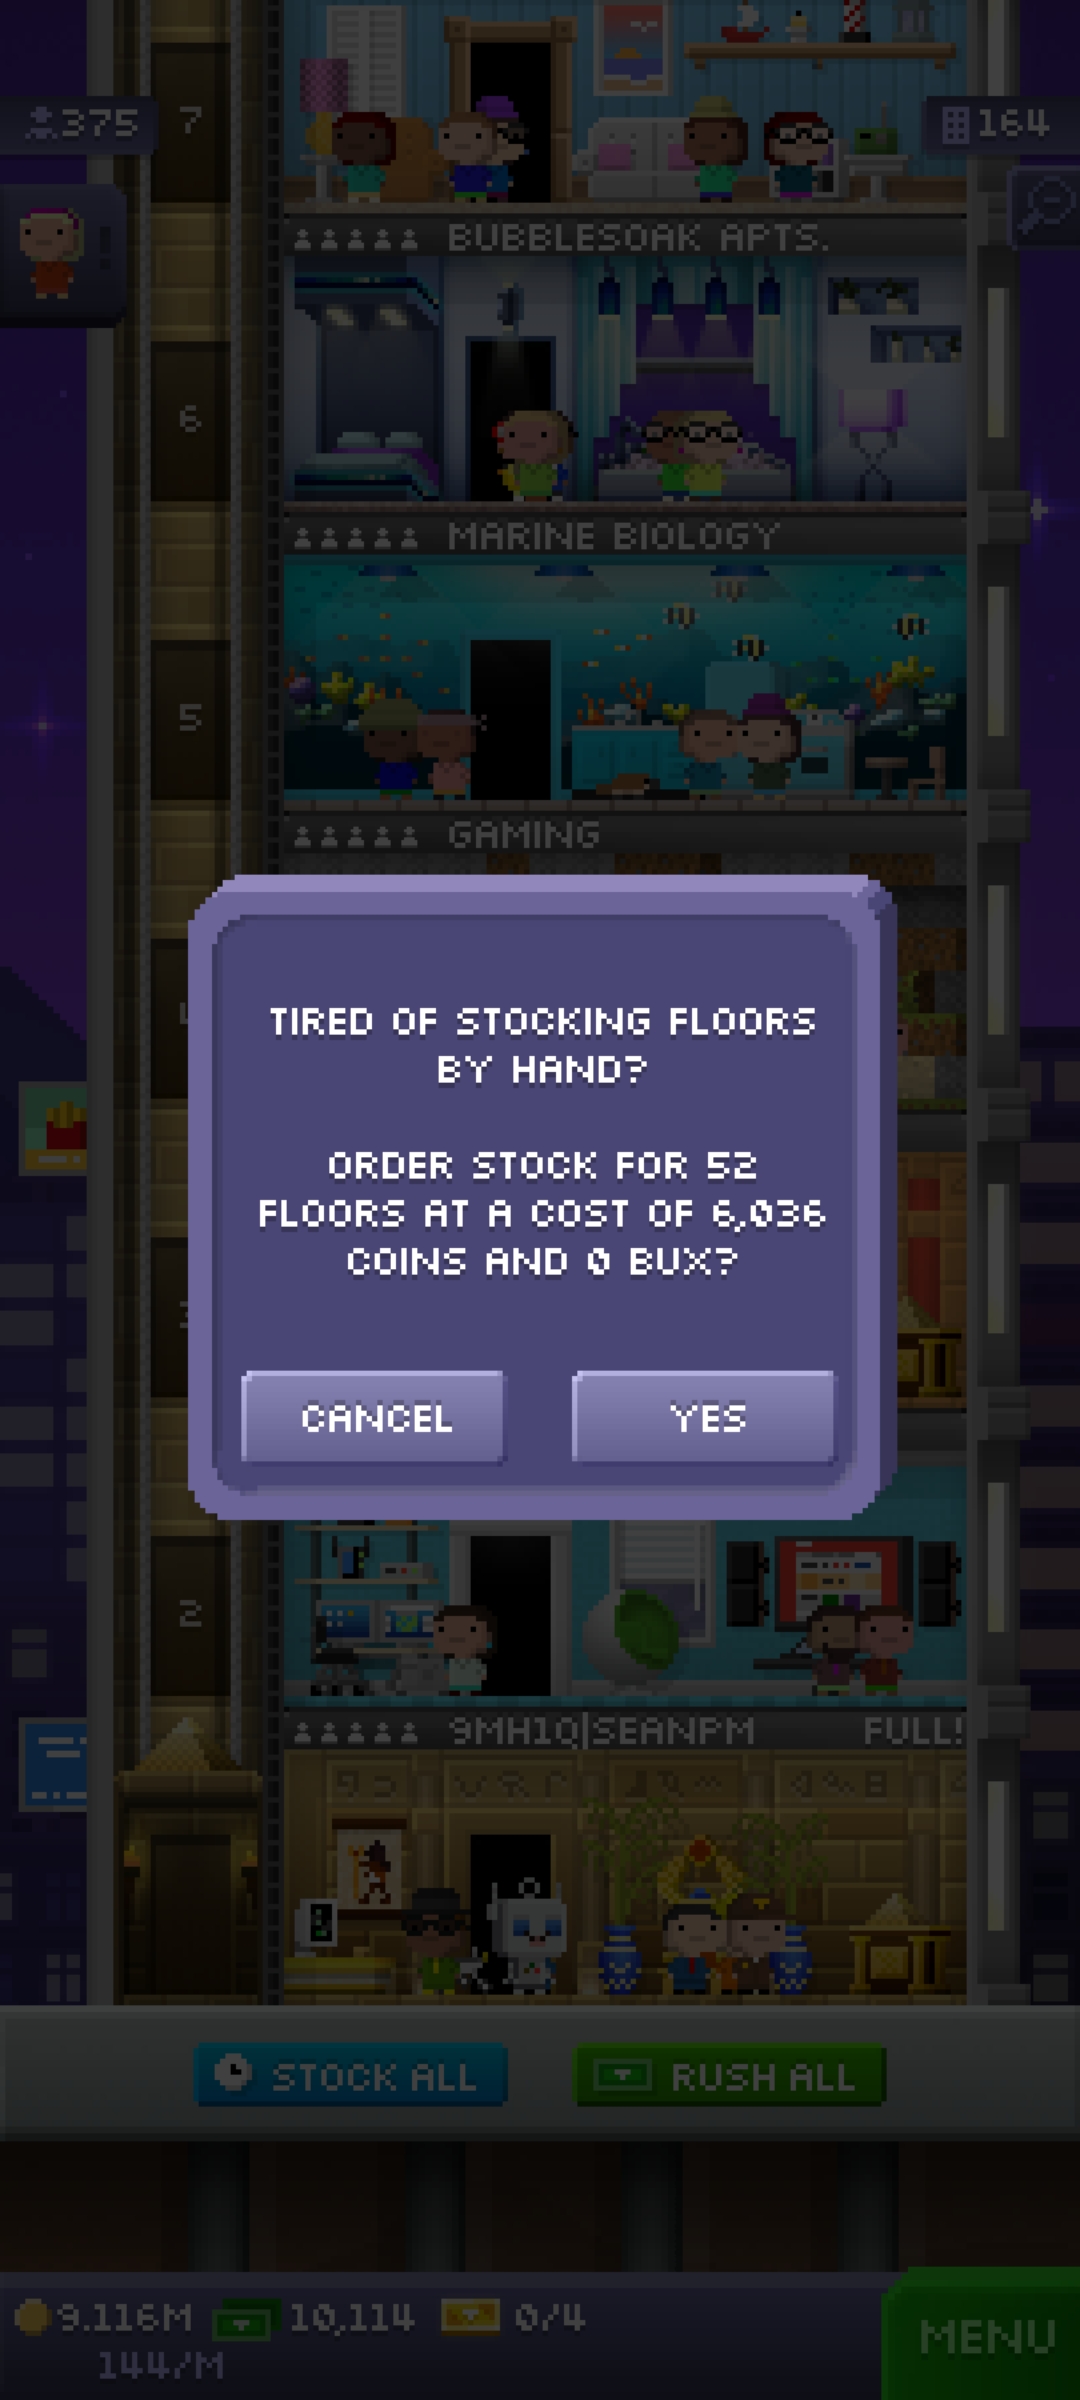 375
7
164
BUBBLESOAK APTS.
6
MARINE BIOLOGY
5
GAMING
TIRED OF STOCKING FLOORS
BY HAND?
ORDER STOCK FOR 52
FLOORS AT A COST OF 6,036
COINS AND 0 BUX?
CANCEL
YES
2
9MH1Q|SEANPM
FULL!
STOCK ALL
RUSH ALL
9.116M
10,114
0/4
144/M
MENU